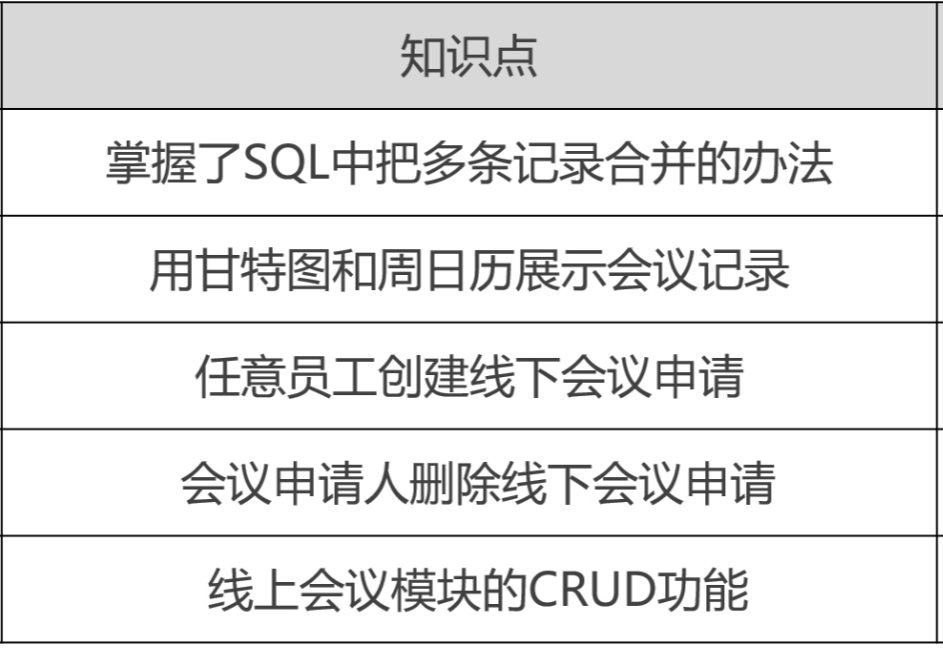 知识点
掌握了SQL中把多条记录合并的办法
用甘特图和周日历展示会议记录
任意员工创建线下会议申请
会议申请人删除线下会议申请
线上会议模块的CRUD功能